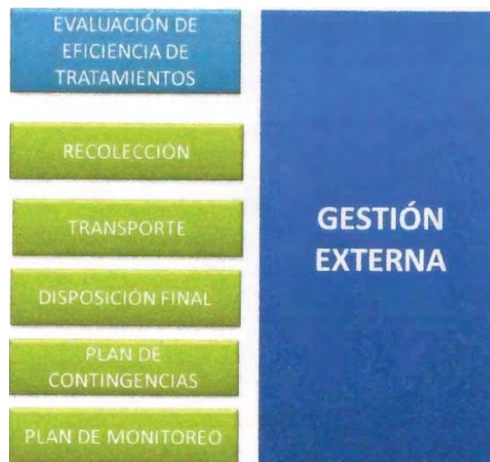 EVALUACIÓN DE
EFICIENCIA DE
TRATAMIENTOS
RECOLECCIÓN
TRANSPORTE
DISPOSICIÓN FINAL
PLAN DE
CONTINGENCIAS
PLAN DE MONITOREO
GESTIÓN
EXTERNA